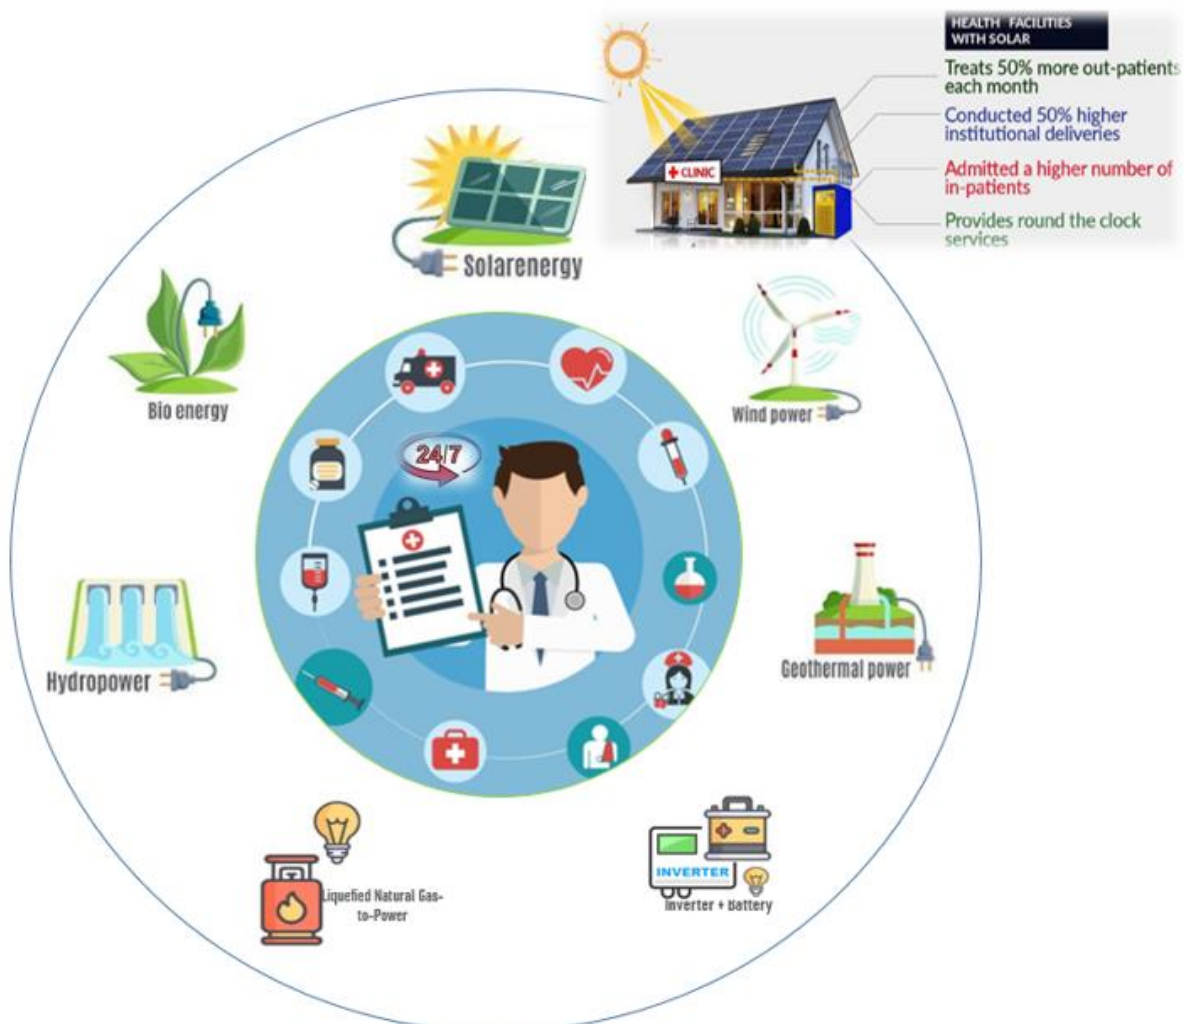 HEALTH FACILITIES
WITH SOLAR
Treats 50% more out-patients
each month
Conducted 50% higher
institutional deliveries
Admitted a higher number of
in-patients
Provides round the clock
services
CLINIC
Solarenergy
Bio energy
Wind power
24/7
Hydropower
Geothermal power
Liquefied Natural Gas-
to-Power
INVERTER
Inverter + Battery